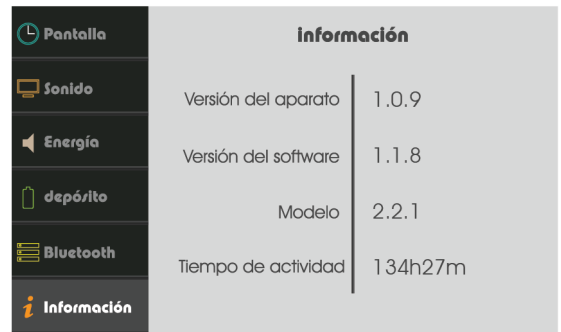 Pantalla
Sonido
Energía
depósito
Bluetooth
Información
información
Versión del aparato 1.0.9
Versión del software 1.1.8
Modelo 2.2.1
Tiempo de actividad 134h27m